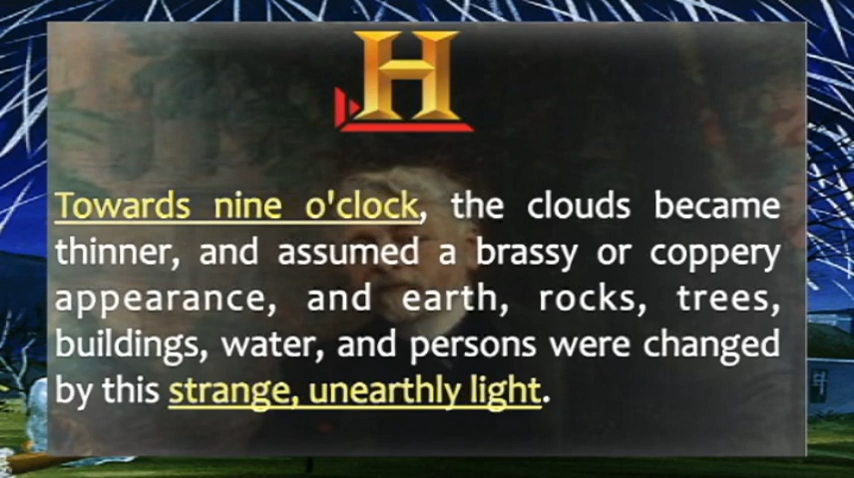 H
Towards nine o'clock, the clouds became
thinner, and assumed a brassy or coppery
appearance, and earth, rocks, trees,
buildings, water, and persons were changed
by this strange, unearthly light.